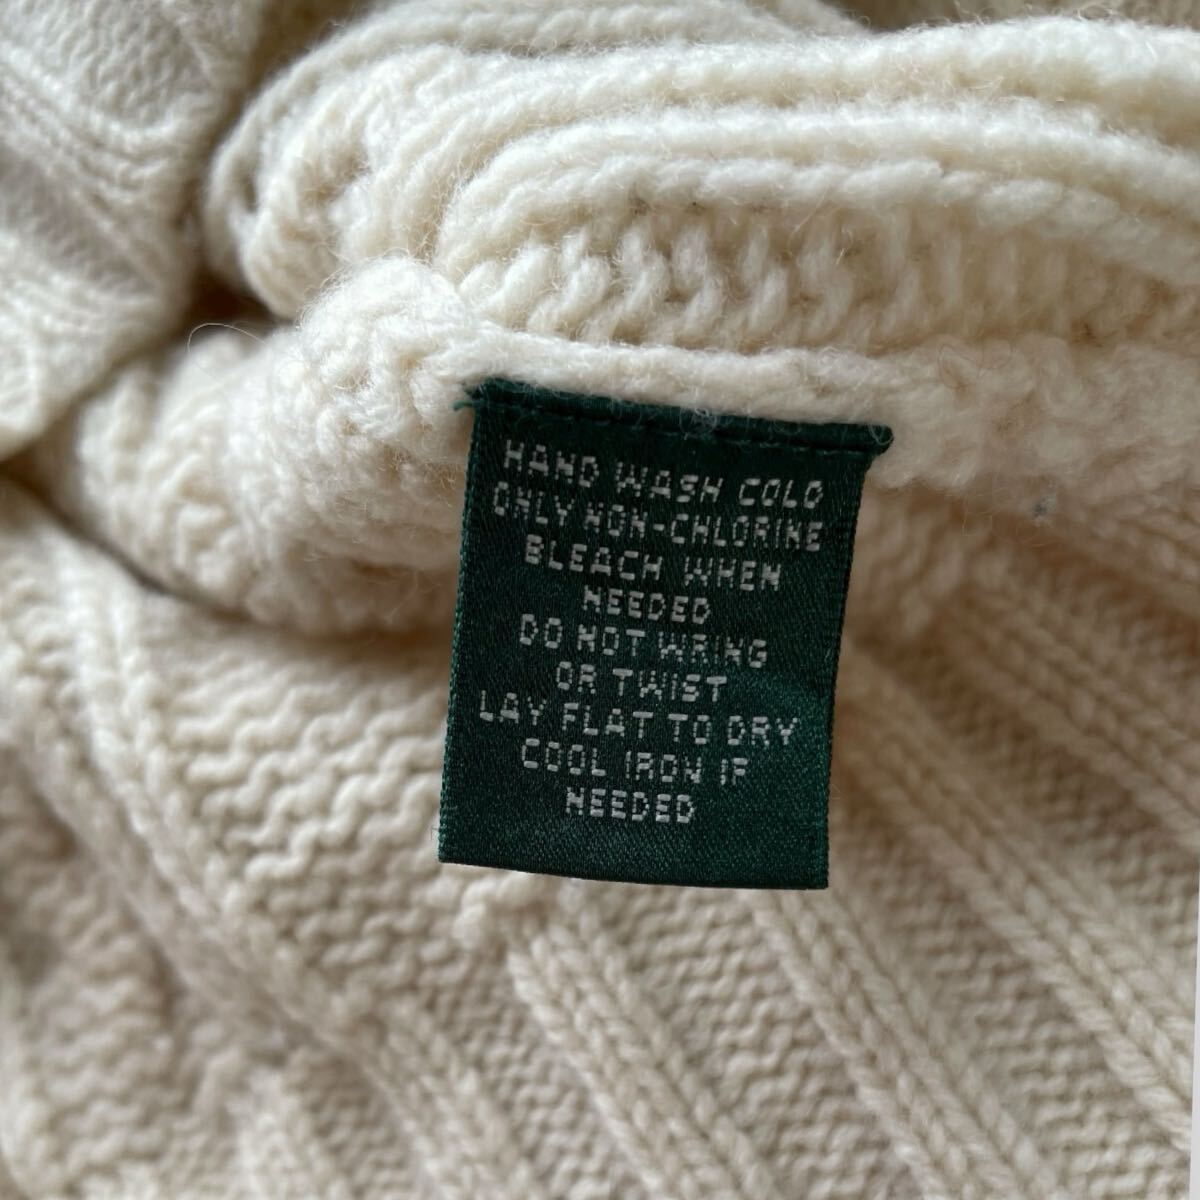 HAND WASH COLD
ONLY NON-CHLORINE
BLEACH WHEN
NEEDED
DO NOT WRING
OR TWIST
LAY FLAT TO DRY
COOL IRON IF
NEEDED